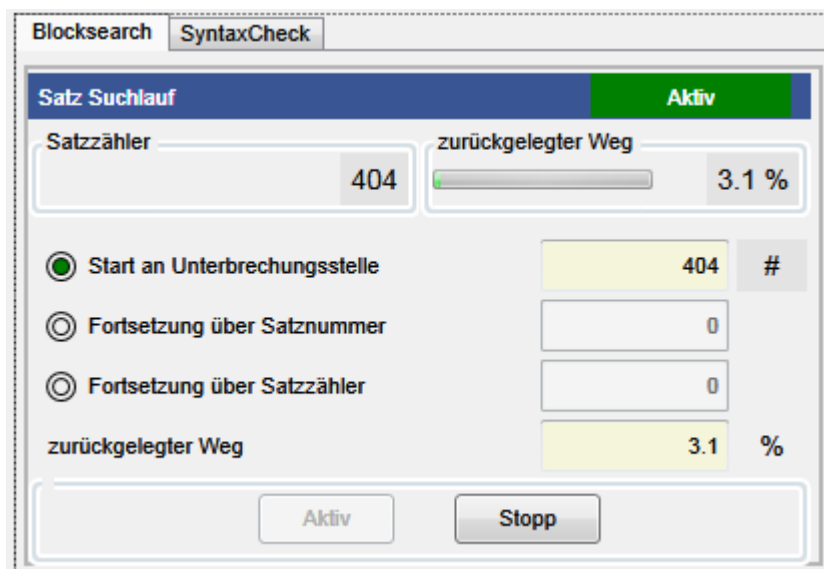 Blocksearch SyntaxCheck
Satz Suchlauf Aktiv
Satzzähler zurückgelegter Weg
404 3.1 %
Start an Unterbrechungsstelle 404 #
Fortsetzung über Satznummer 0
Fortsetzung über Satzzähler 0
zurückgelegter Weg 3.1 %
Aktiv Stopp